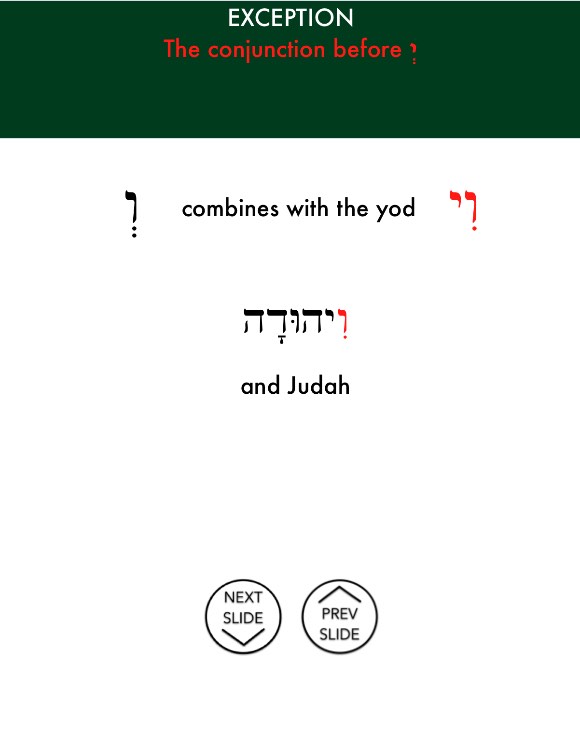 EXCEPTION
The conjunction before יְ
וְ combines with the yod וִי
וִיהוּדָה
and Judah
NEXT SLIDE
PREV SLIDE